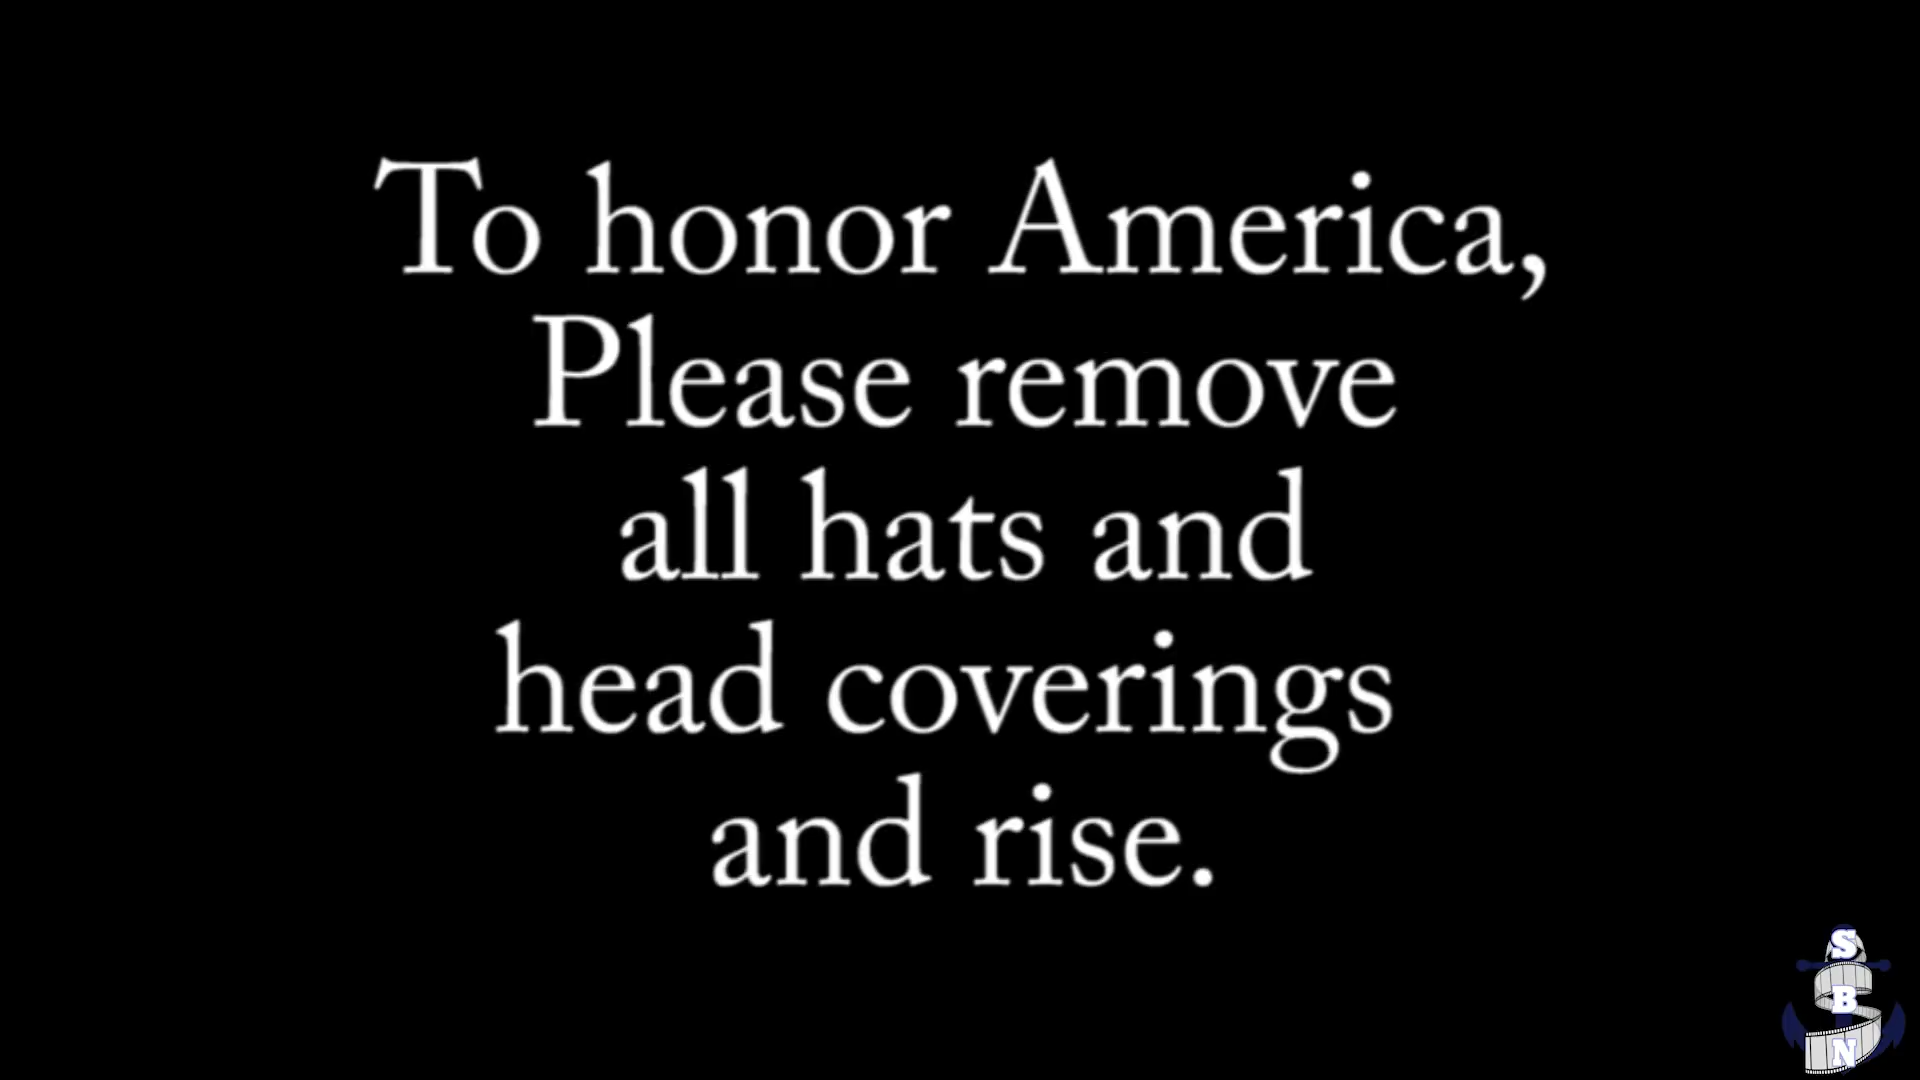 To honor America,
Please remove
all hats and
head coverings
and rise.
S
B
N